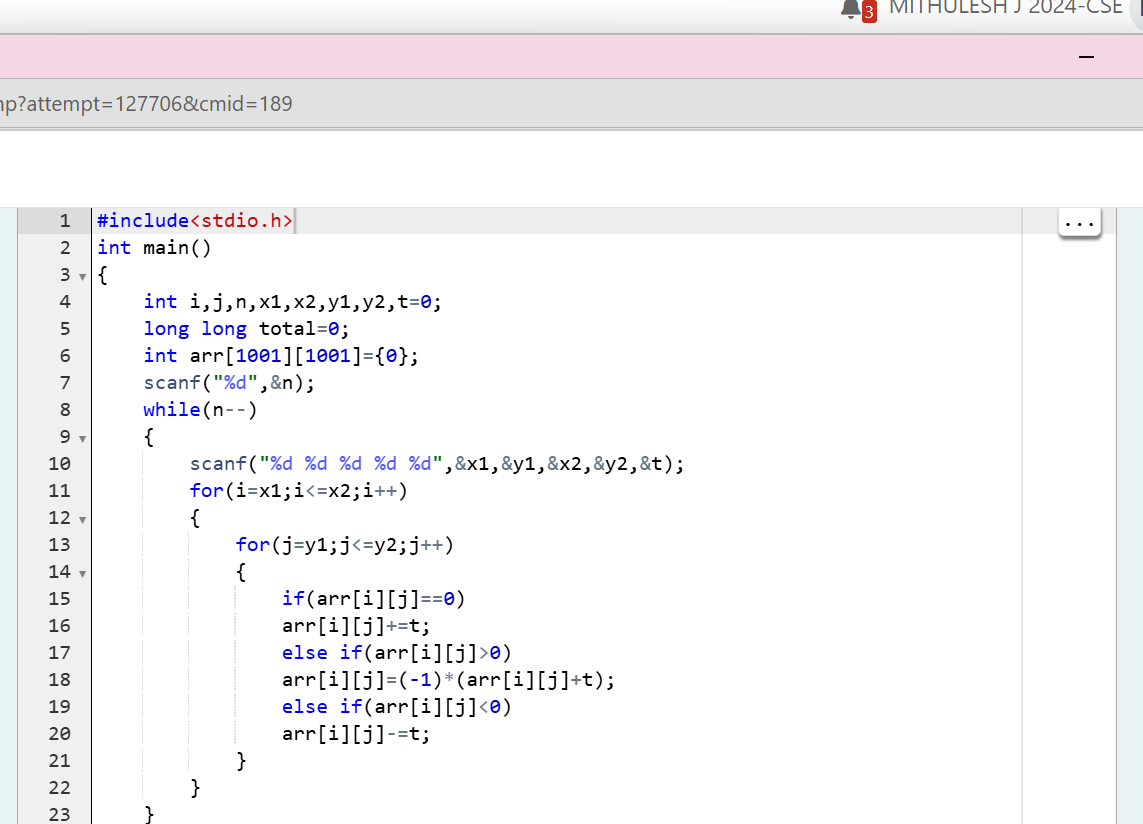 3 MITHULESH J 2024-CSE
hp?attempt=127706&cmid=189
...
1 #include<stdio.h>
2 int main()
3 {
4     int i,j,n,x1,x2,y1,y2,t=0;
5     long long total=0;
6     int arr[1001][1001]={0};
7     scanf("%d",&n);
8     while(n--)
9     {
10         scanf("%d %d %d %d %d",&x1,&y1,&x2,&y2,&t);
11         for(i=x1;i<=x2;i++)
12         {
13             for(j=y1;j<=y2;j++)
14             {
15                 if(arr[i][j]==0)
16                 arr[i][j]+=t;
17                 else if(arr[i][j]>0)
18                 arr[i][j]=(-1)*(arr[i][j]+t);
19                 else if(arr[i][j]<0)
20                 arr[i][j]-=t;
21             }
22         }
23     }